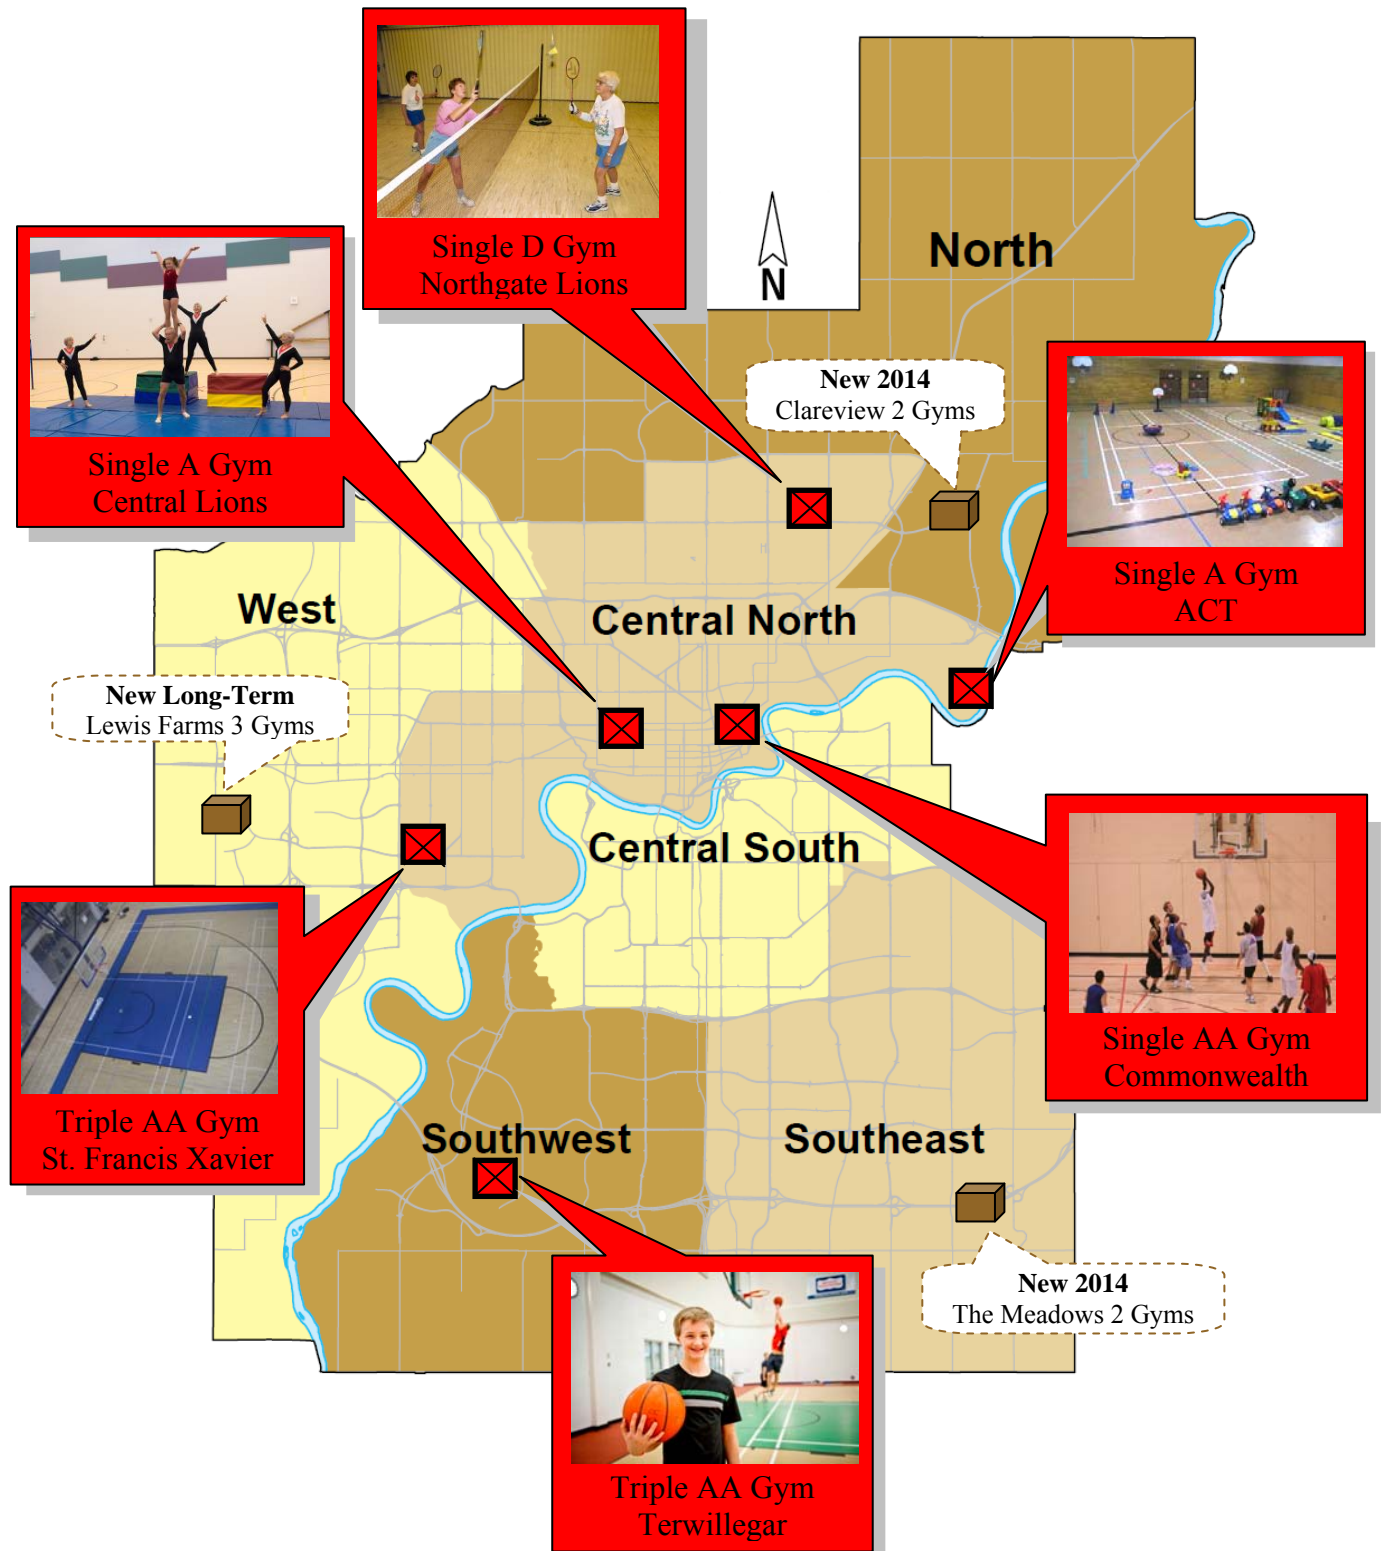 Single D Gym
Northgate Lions
North
N
Single A Gym
Central Lions
New 2014
Clareview 2 Gyms
Single A Gym
ACT
West
Central North
New Long-Term
Lewis Farms 3 Gyms
Central South
Single AA Gym
Commonwealth
Triple AA Gym
St. Francis Xavier
Southwest
Southeast
New 2014
The Meadows 2 Gyms
Triple AA Gym
Terwillegar